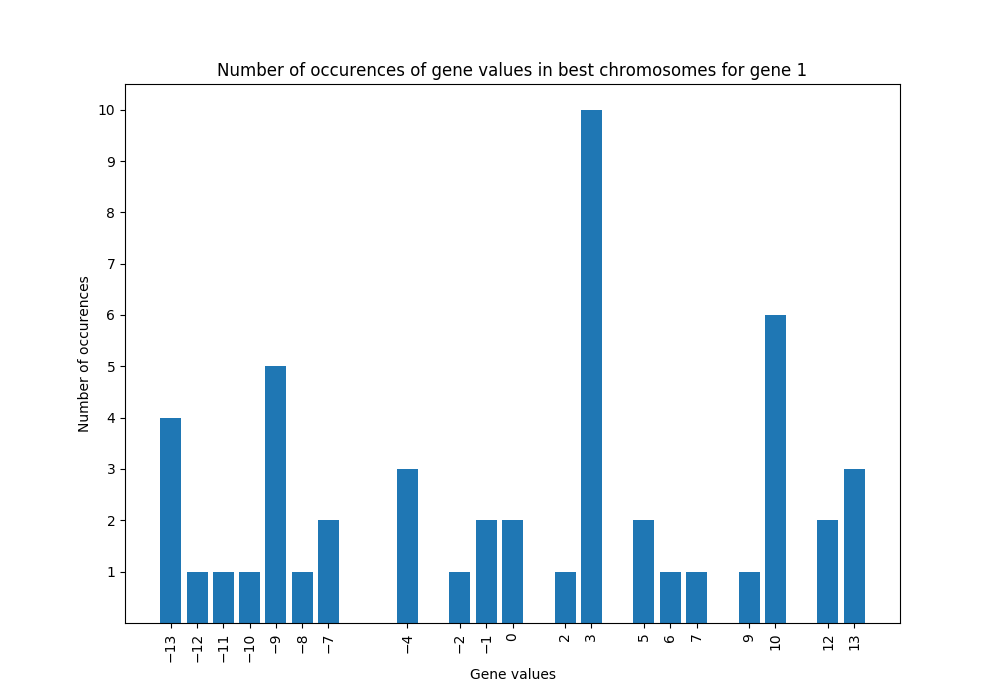 Number of occurences of gene values in best chromosomes for gene 1
10
9
8
7
6
5
4
3
2
1
Number of occurences
−13 −12 −11 −10 −9 −8 −7 −4 −2 −1 0 2 3 5 6 7 9 10 12 13
Gene values